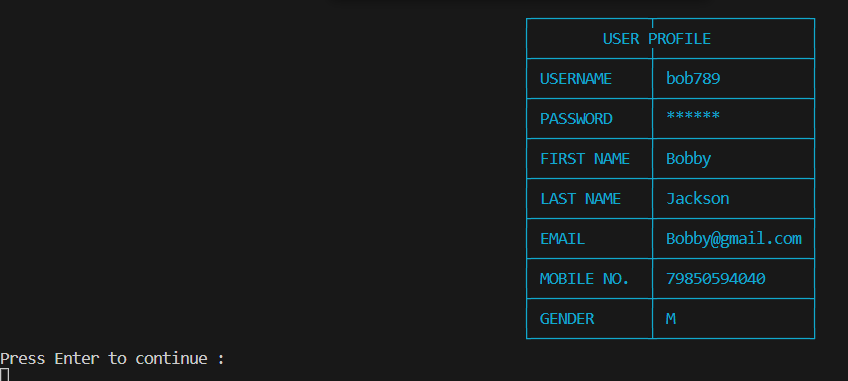 USER PROFILE
USERNAME bob789
PASSWORD ******
FIRST NAME Bobby
LAST NAME Jackson
EMAIL Bobby@gmail.com
MOBILE NO. 79850594040
GENDER M
Press Enter to continue :